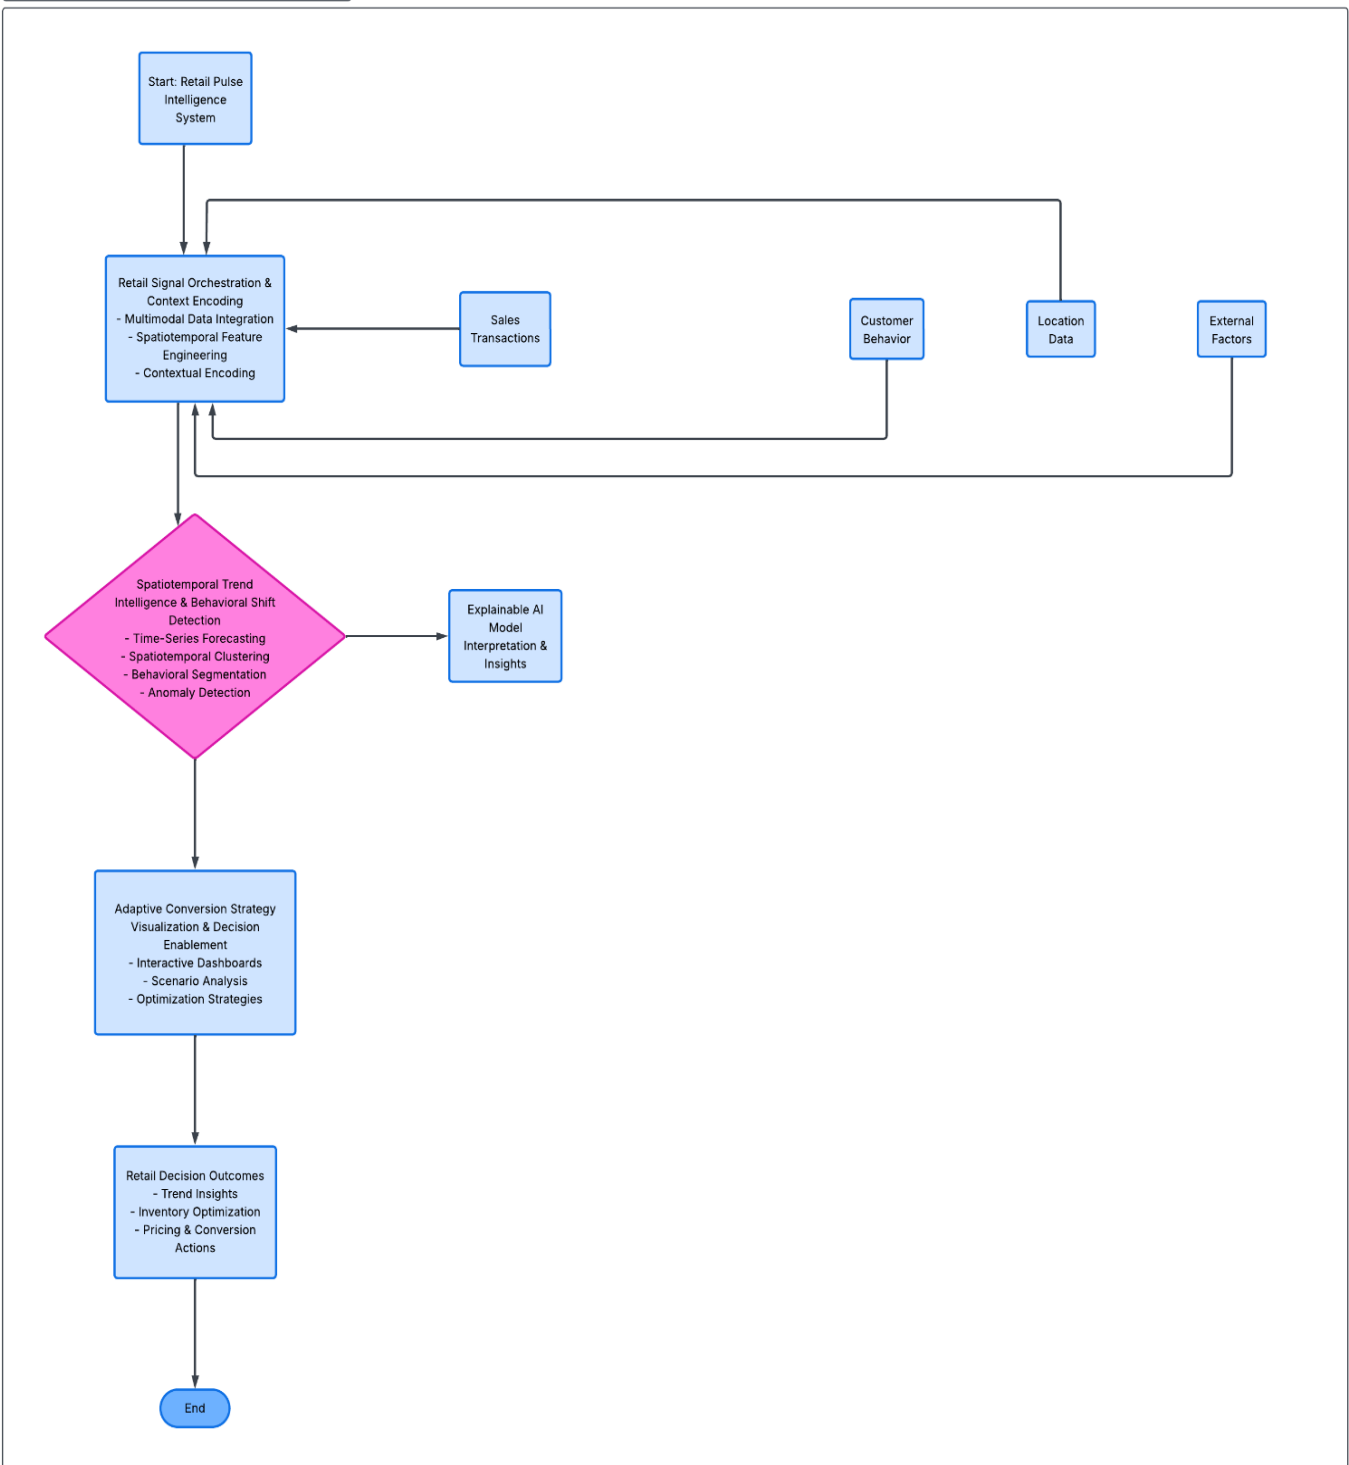 Start: Retail Pulse
Intelligence
System
Retail Signal Orchestration &
Context Encoding
- Multimodal Data Integration
- Spatiotemporal Feature
Engineering
- Contextual Encoding
Sales
Transactions
Customer
Behavior
Location
Data
External
Factors
Spatiotemporal Trend
Intelligence & Behavioral Shift
Detection
- Time-Series Forecasting
- Spatiotemporal Clustering
- Behavioral Segmentation
- Anomaly Detection
Explainable AI
Model
Interpretation &
Insights
Adaptive Conversion Strategy
Visualization & Decision
Enablement
- Interactive Dashboards
- Scenario Analysis
- Optimization Strategies
Retail Decision Outcomes
- Trend Insights
- Inventory Optimization
- Pricing & Conversion
Actions
End